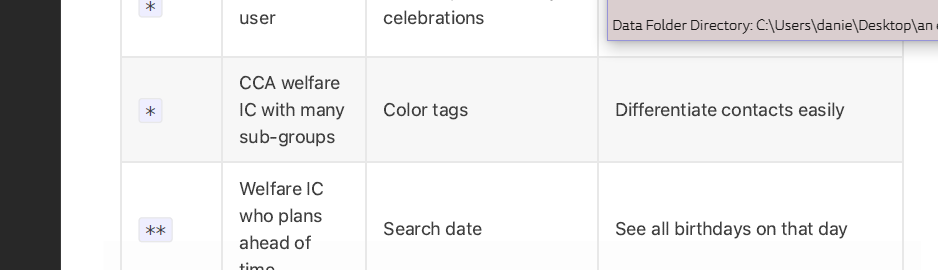 *
user
celebrations
Data Folder Directory: C:\Users\danie\Desktop\an
*
CCA welfare
IC with many
sub-groups
Color tags
Differentiate contacts easily
**
Welfare IC
who plans
ahead of
time
Search date
See all birthdays on that day